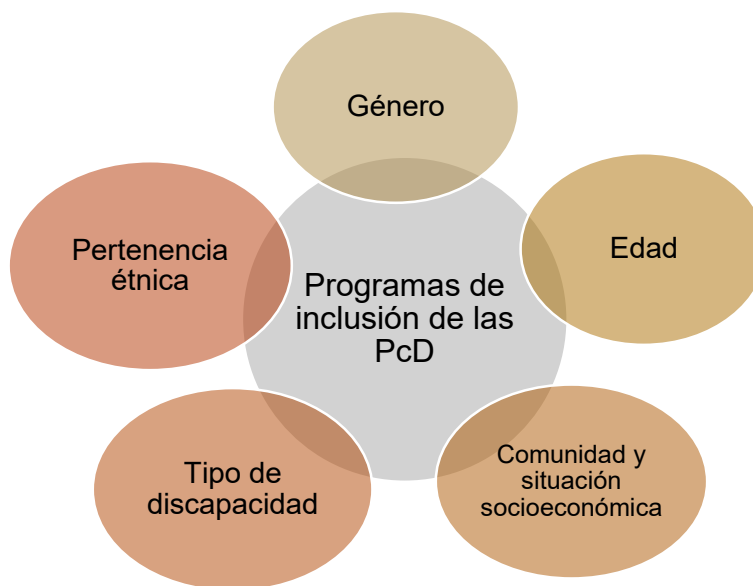 Género
Edad
Comunidad y
situación
socioeconómica
Tipo de
discapacidad
Pertenencia
étnica
Programas de
inclusión de las
PcD